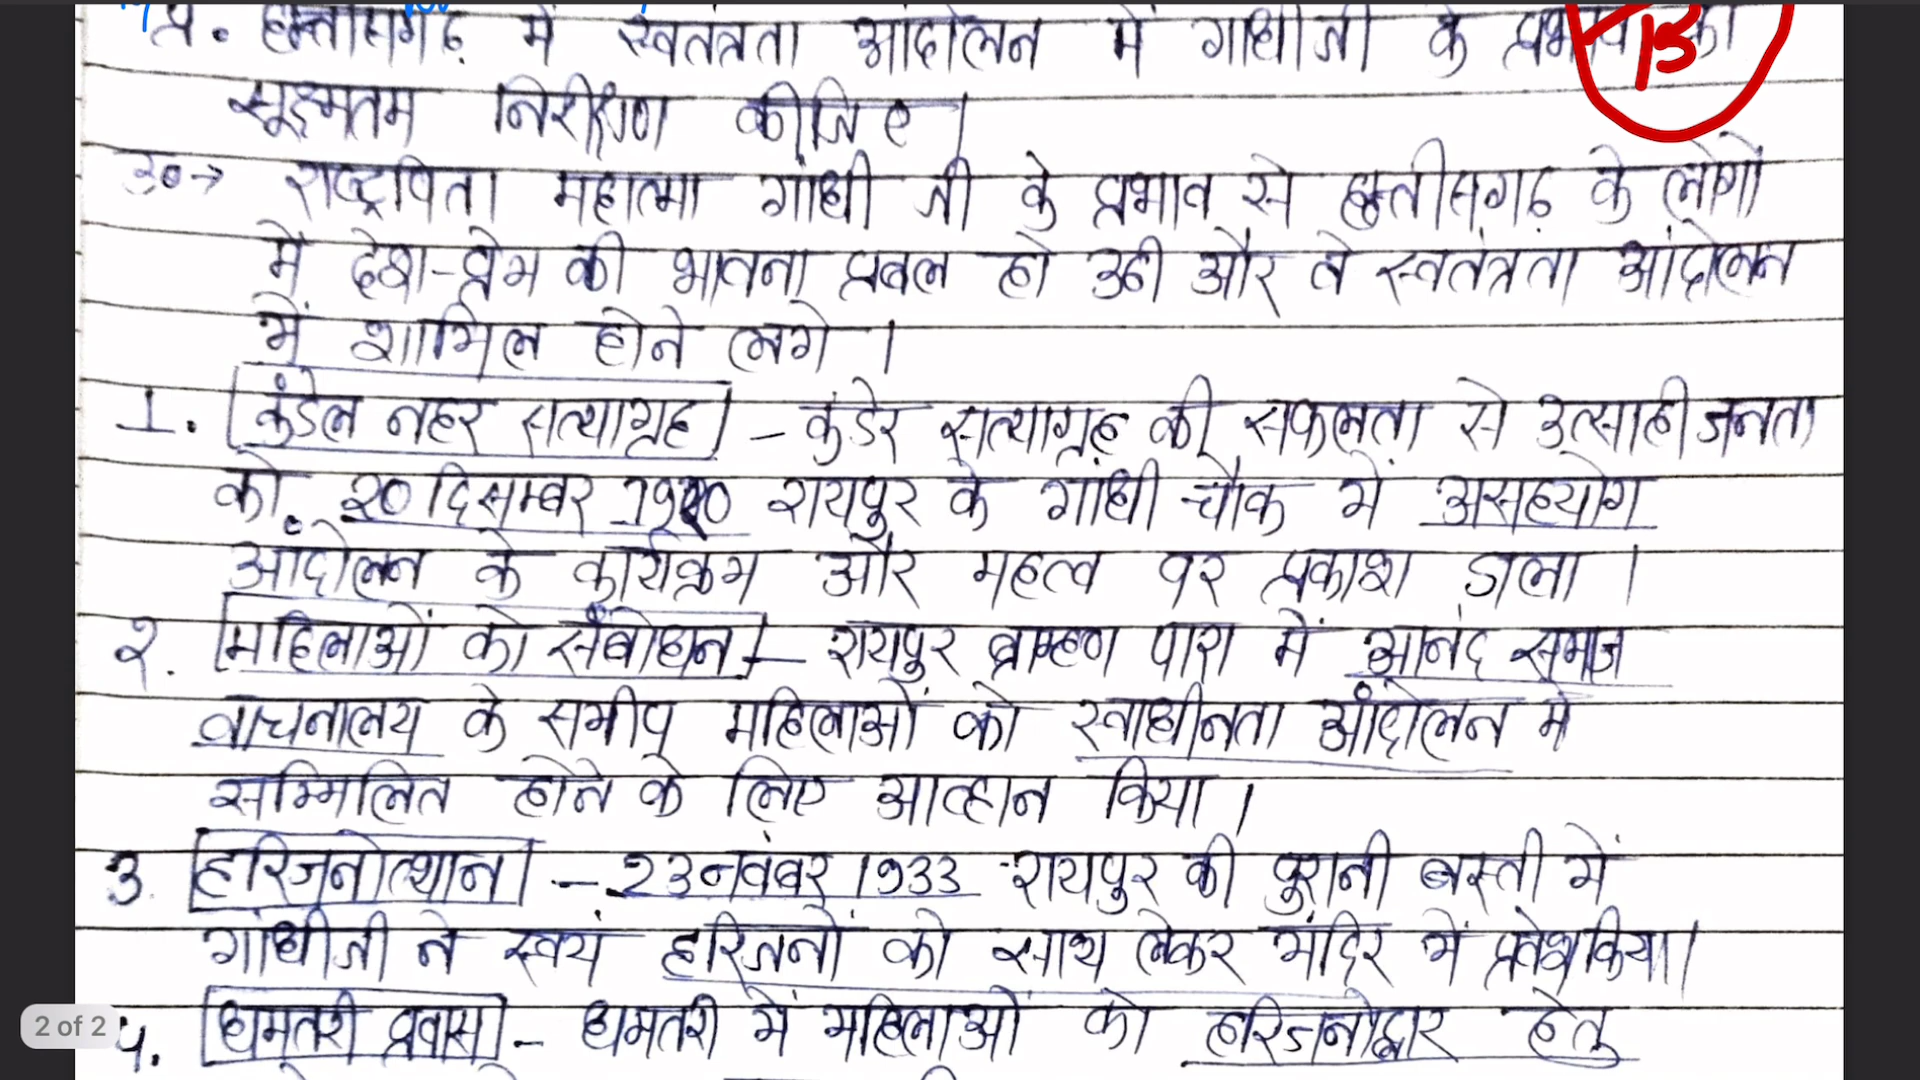 प्र. छत्तीसगढ़ में स्वतंत्रता आंदोलन में गांधीजी के प्रभाव का
13
सूक्ष्मतम निरीक्षण कीजिए।
उ०→ राष्ट्रपिता महात्मा गांधी जी के प्रभाव से छत्तीसगढ़ के लोगों
में देश-प्रेम की भावना प्रबल हो उठी और वे स्वतंत्रता आंदोलन
में शामिल होने लगे।
1. कुंडेल नहर सत्याग्रह - कुंडेर सत्याग्रह की सफलता से उत्साही जनता
को. 20 दिसम्बर 1920 रायपुर के गांधी चौक में असहयोग
आंदोलन के कार्यक्रम और महत्व पर प्रकाश डाला।
2. महिलाओं को संबोधन - रायपुर ब्राम्हण पारा में आनंद समाज
वाचनालय के समीप महिलाओं को स्वाधीनता आंदोलन में
सम्मिलित होने के लिए आव्हान किया।
3. हरिजनोत्थान - 23 नवंबर 1933 रायपुर की पुरानी बस्ती में
गांधीजी ने स्वयं हरिजनों को साथ लेकर मंदिर में प्रवेश किया।
4. धमतरी प्रवास - धमतरी में महिलाओं को हरिजनोद्धार हेतु
2 of 2